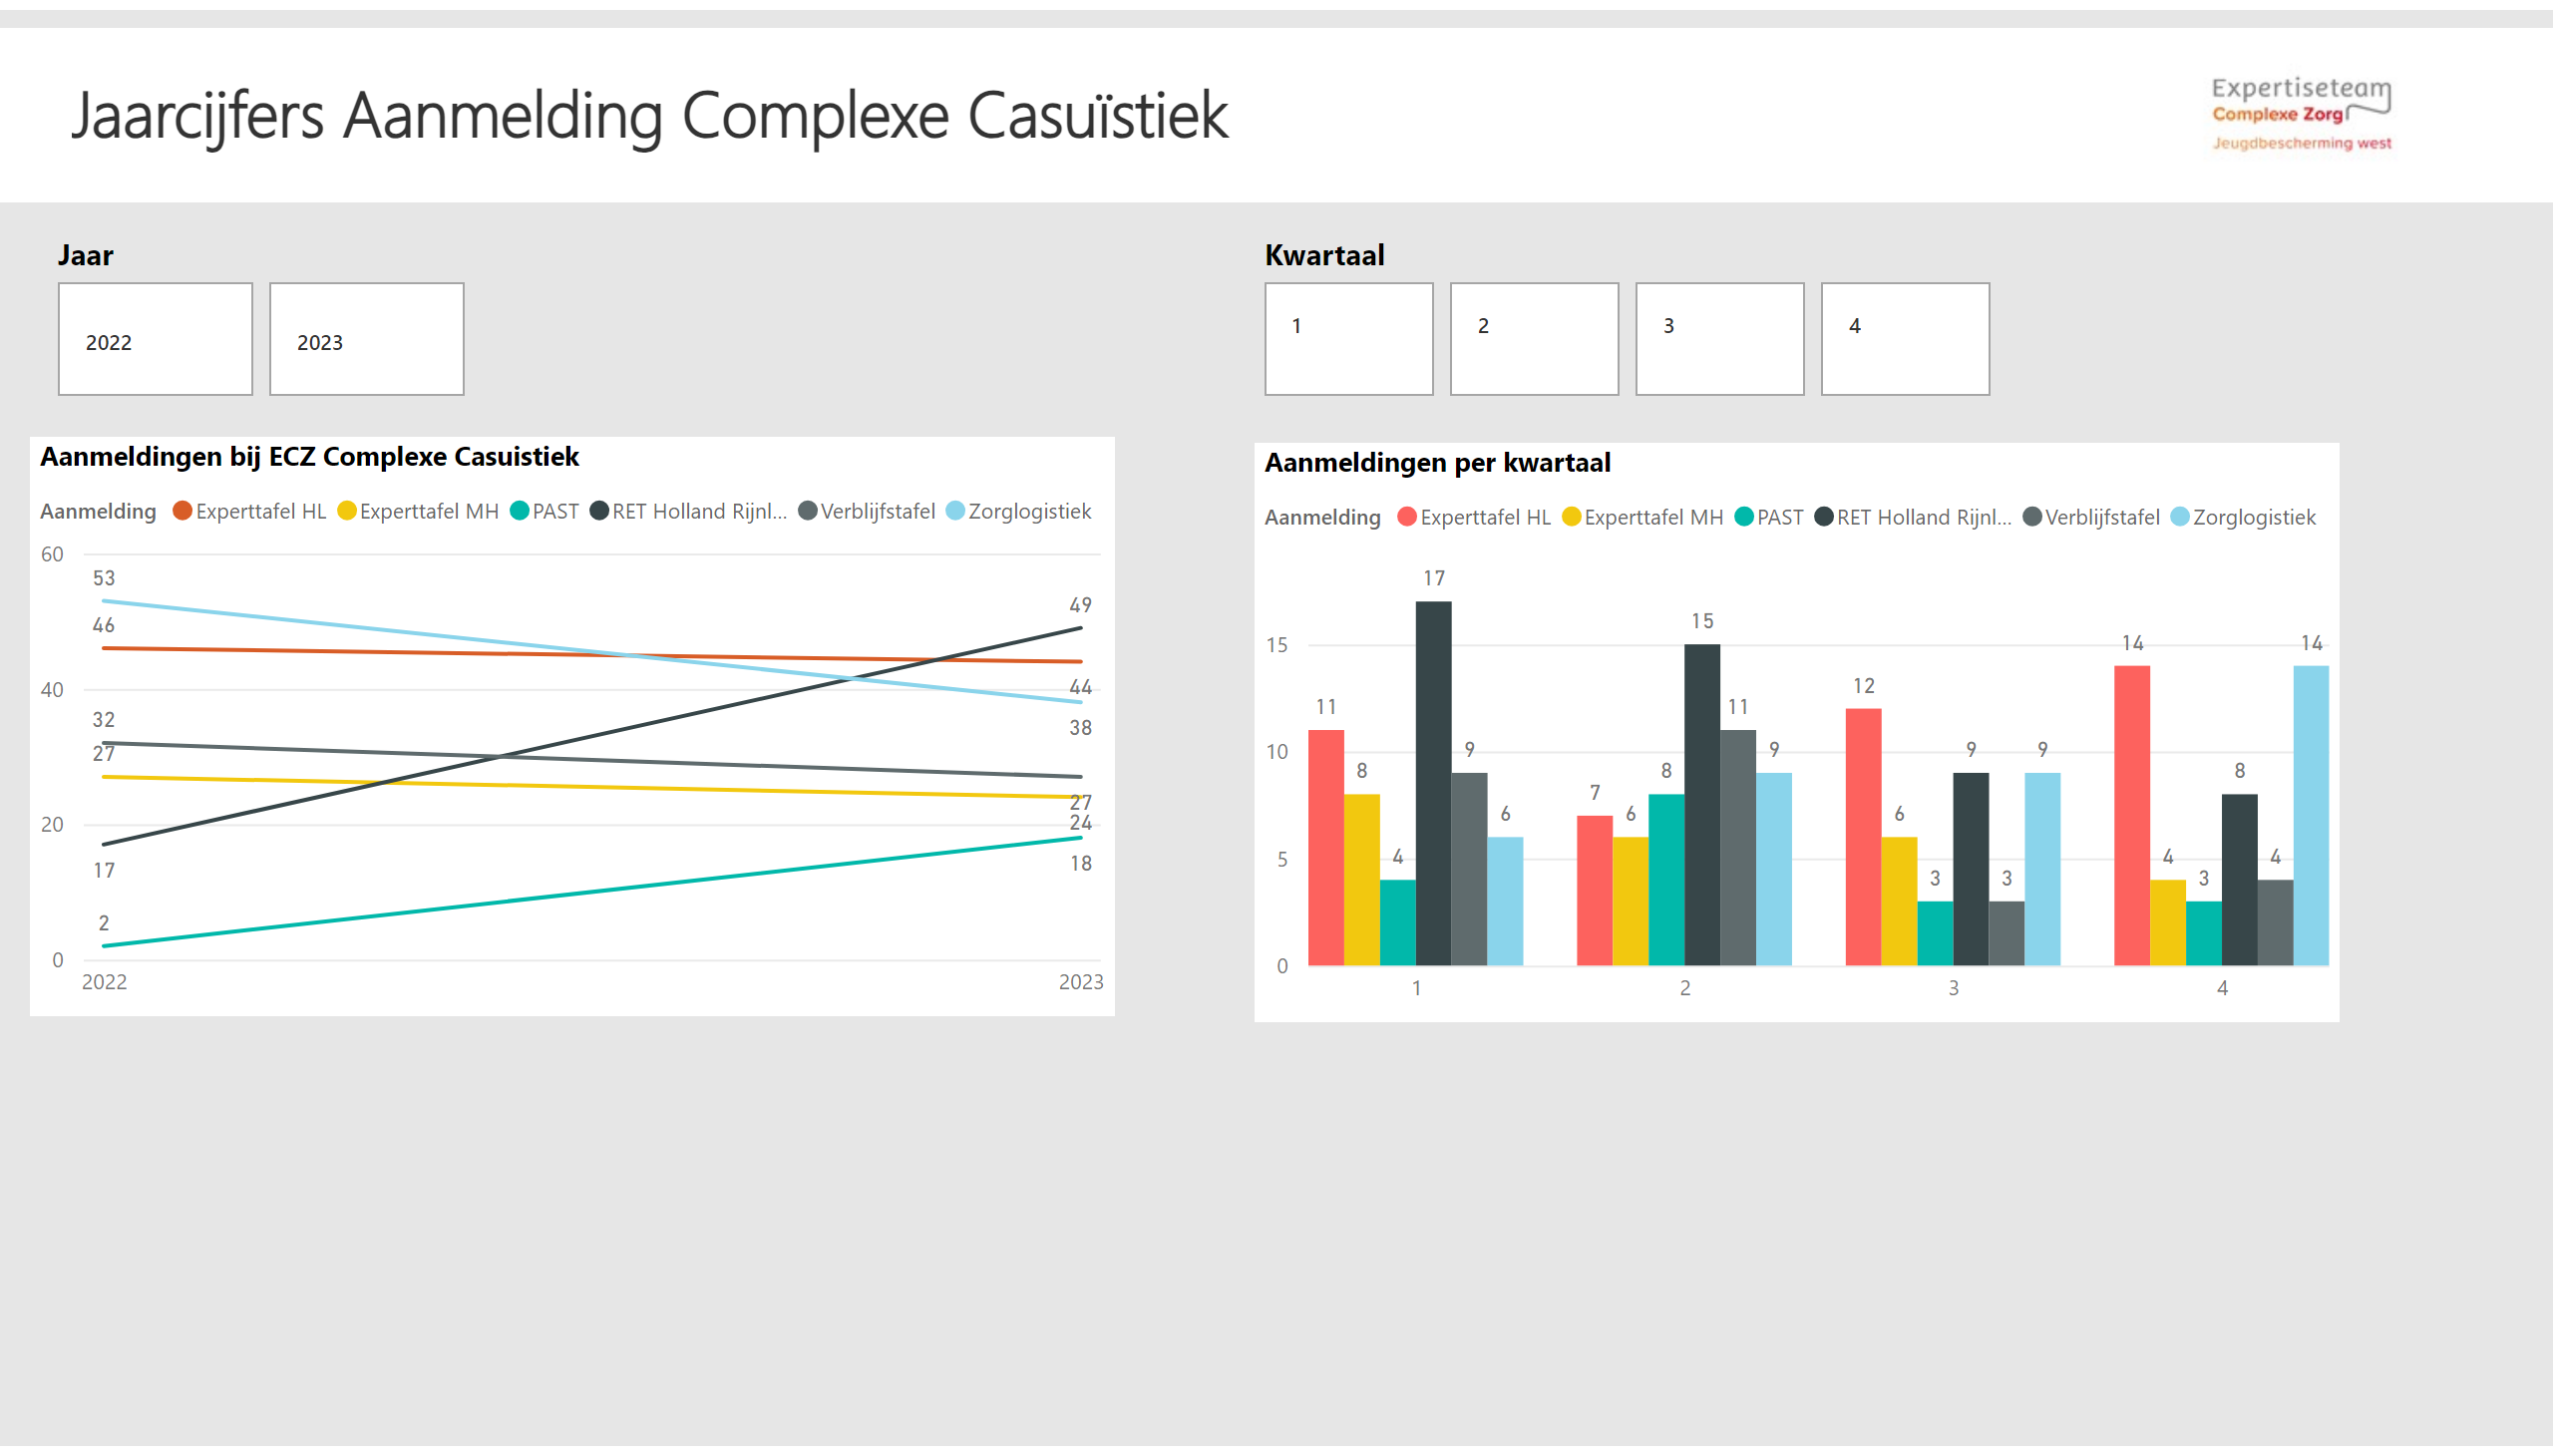 Jaarcijfers Aanmelding Complexe Casuïstiek
Expertiseteam
Complexe Zorg
Jeugdbescherming west
Jaar
2022 2023
Kwartaal
1 2 3 4
Aanmeldingen bij ECZ Complexe Casuistiek
Aanmelding Experttafel HL Experttafel MH PAST RET Holland Rijnl... Verblijfstafel Zorglogistiek
60
53
49
46
40
44
32
38
27
27
20
24
17
18
2
0
2022 2023
Aanmeldingen per kwartaal
Aanmelding Experttafel HL Experttafel MH PAST RET Holland Rijnl... Verblijfstafel Zorglogistiek
15
10
5
0
11 8 4 17 9 6
7 6 8 15 11 9
12 6 3 9 3 9
14 4 3 8 4 14
1 2 3 4